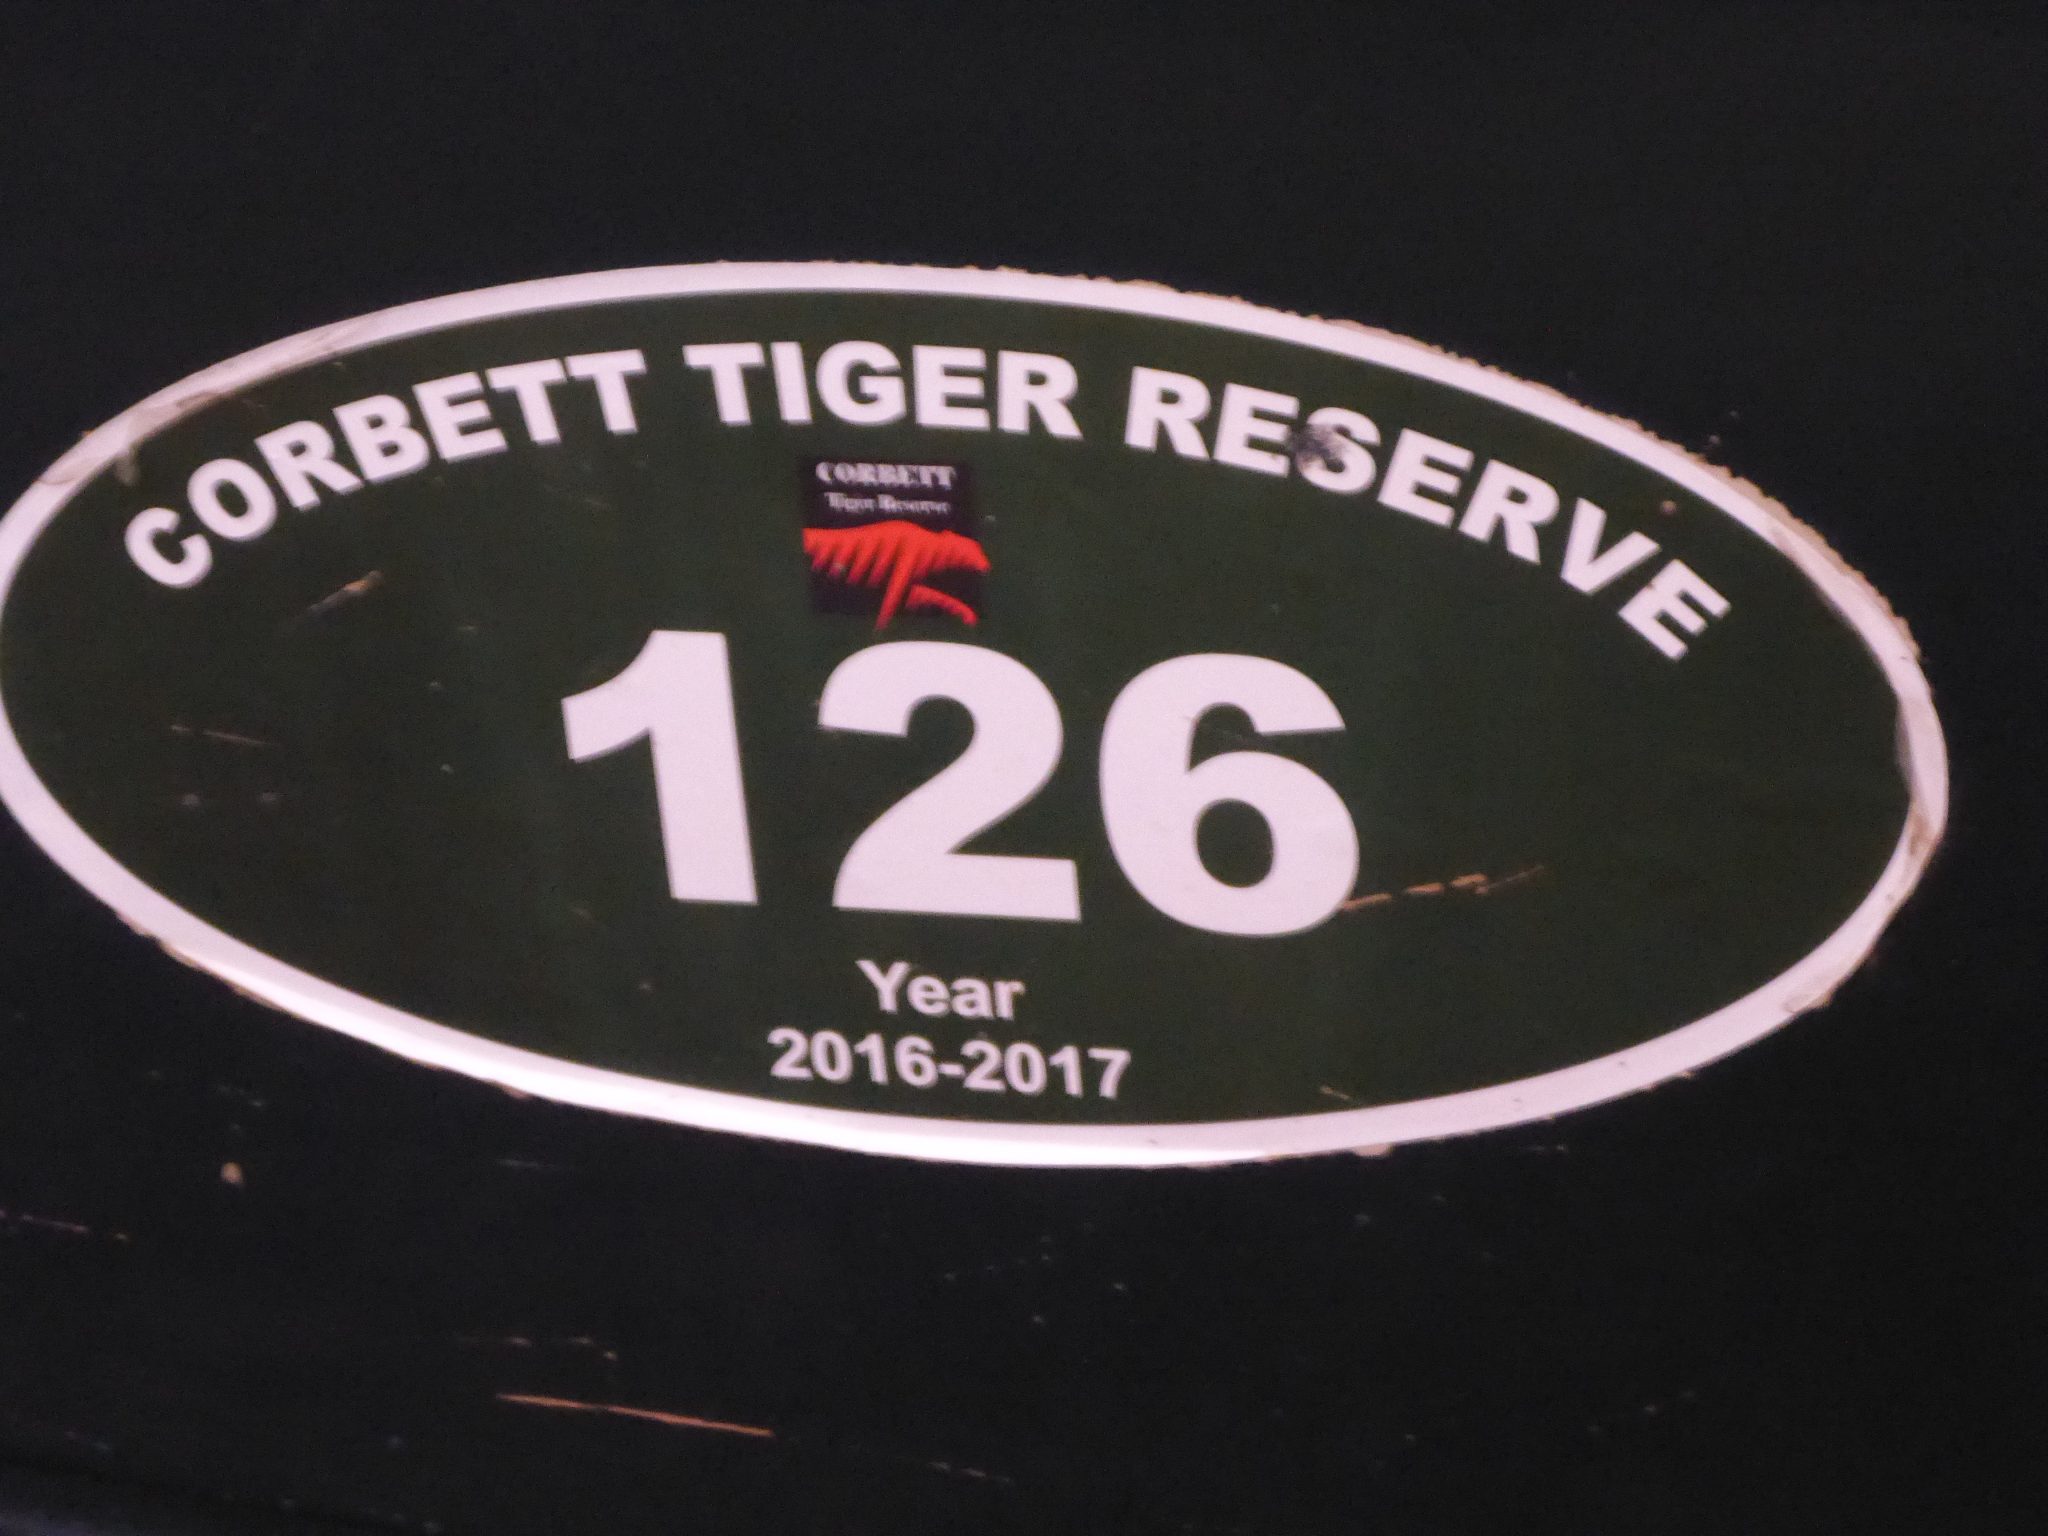 CORBETT TIGER RESERVE
CORBETT
Tiger Reserve
126
Year
2016-2017